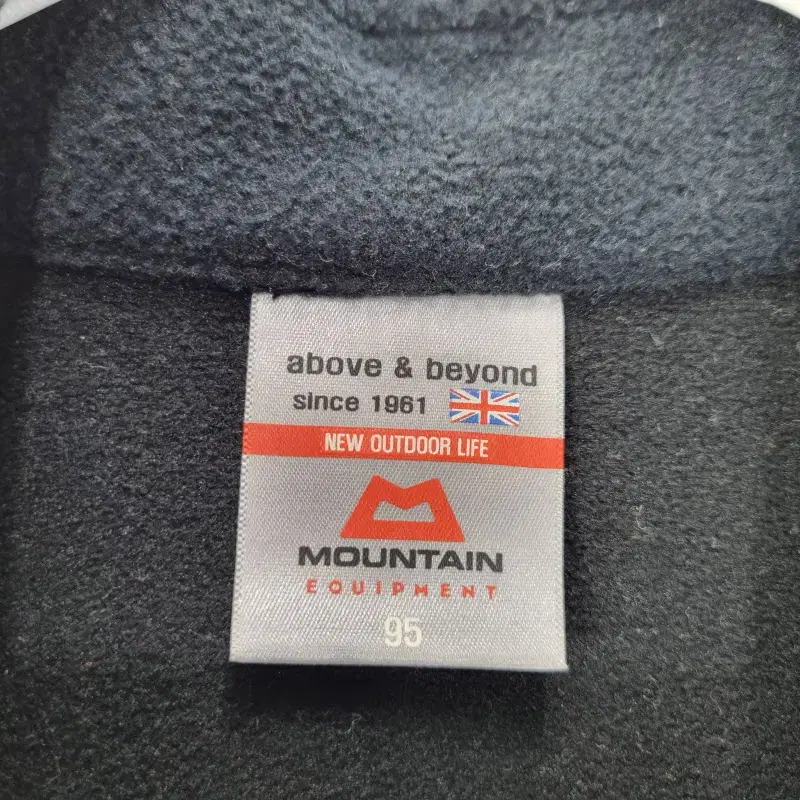 above & beyond
since 1961
NEW OUTDOOR LIFE
MOUNTAIN
EQUIPMENT
95